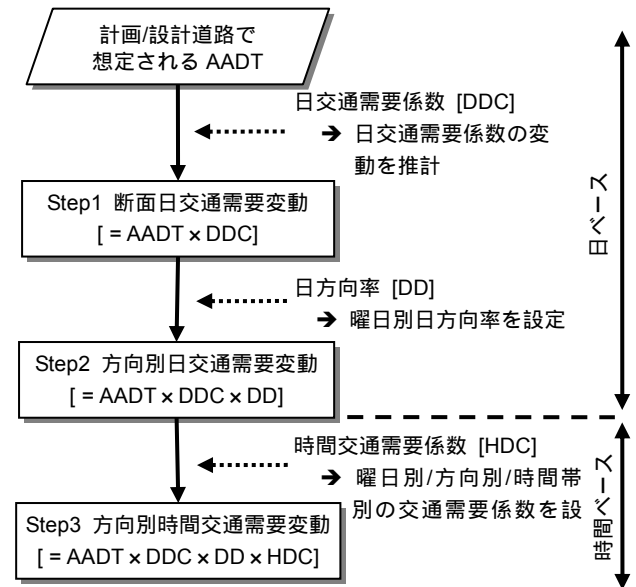 計画/設計道路で
想定される AADT
日交通需要係数 [DDC]
➔ 日交通需要係数の変
動を推計
Step1 断面日交通需要変動
[ = AADT × DDC]
日方向率 [DD]
➔ 曜日別日方向率を設定
Step2 方向別日交通需要変動
[ = AADT × DDC × DD]
日ベース
時間交通需要係数 [HDC]
➔ 曜日別/方向別/時間帯
別の交通需要係数を設
Step3 方向別時間交通需要変動
[ = AADT × DDC × DD × HDC]
時間ベース